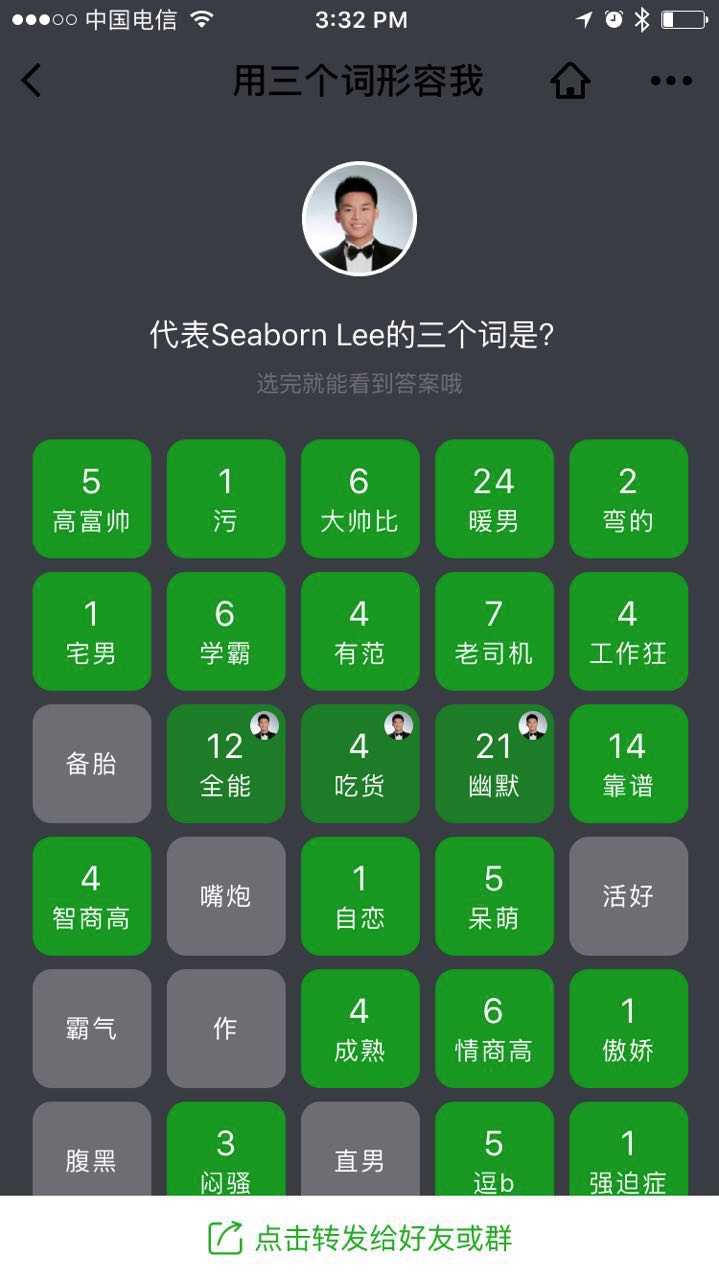 中国电信
3:32 PM
用三个词形容我
代表Seaborn Lee的三个词是?
选完就能看到答案哦
5 1 6 24 2
高富帅 污 大帅比 暖男 弯的
1 6 4 7 4
宅男 学霸 有范 老司机 工作狂
备胎
12 4 21 14
全能 吃货 幽默 靠谱
4 1 5
智商高 嘴炮 自恋 呆萌 活好
霸气 作
4 6 1
成熟 情商高 傲娇
腹黑
3 5 1
闷骚 直男 逗b 强迫症
点击转发给好友或群